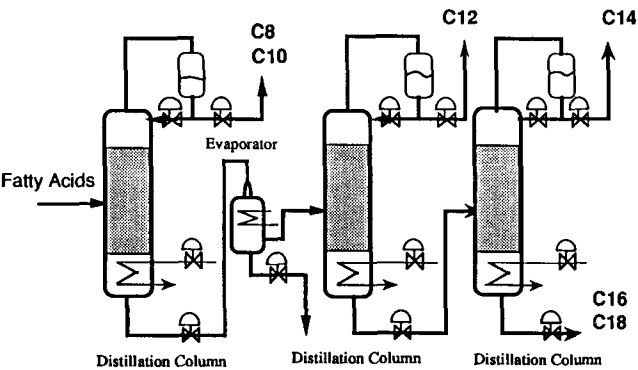 C8
C10
C12
C14
Evaporator
Fatty Acids
C16
C18
Distillation Column
Distillation Column
Distillation Column